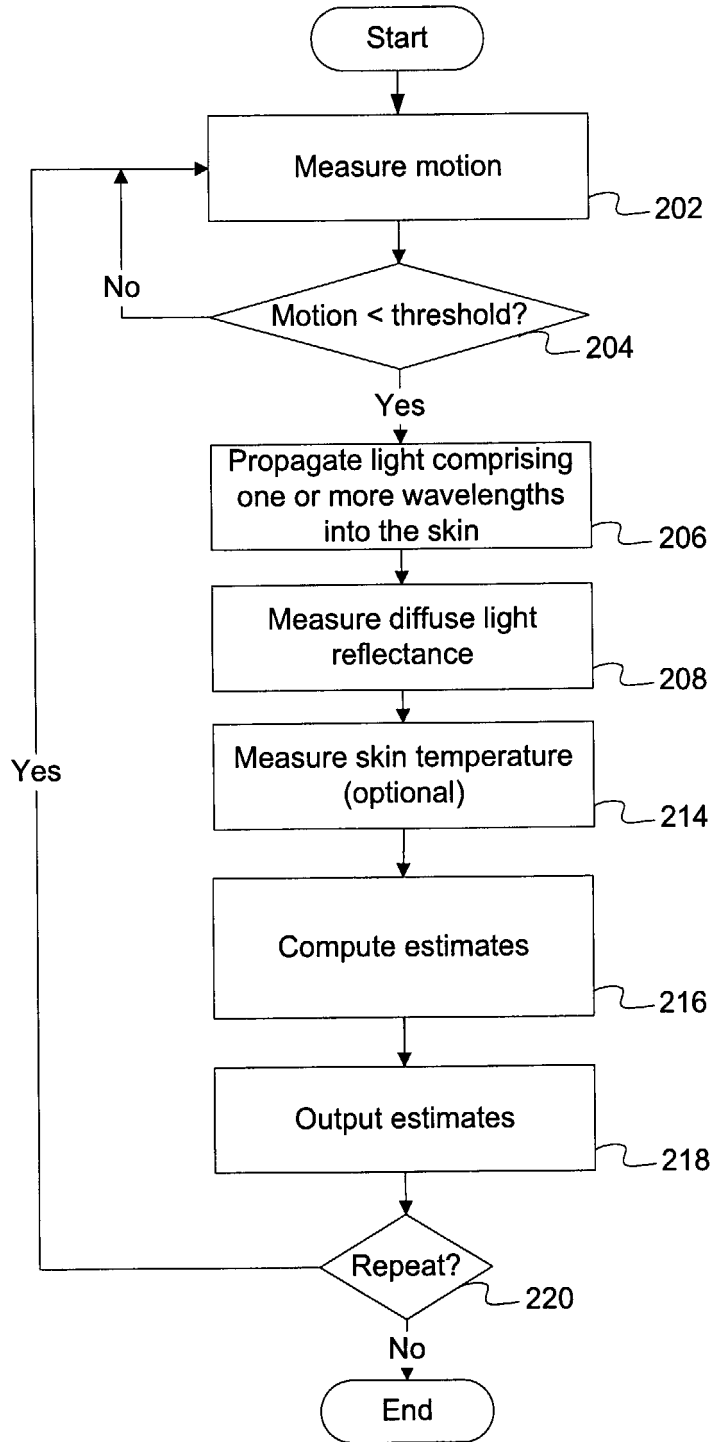 Start
Measure motion
202
No
Motion < threshold?
204
Yes
Propagate light comprising
one or more wavelengths
into the skin
206
Measure diffuse light
reflectance
208
Yes
Measure skin temperature
(optional)
214
Compute estimates
216
Output estimates
218
Repeat?
220
No
End